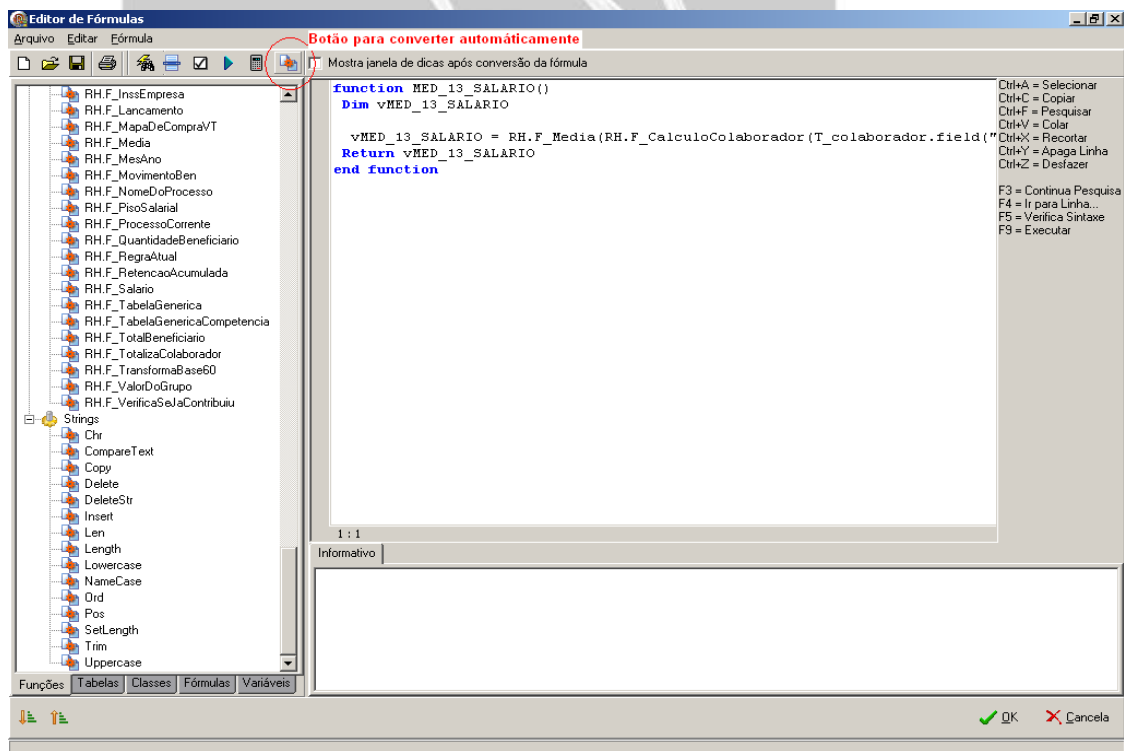 Editor de Fórmulas
Arquivo Editar Fórmula
Botão para converter automáticamente
Mostra janela de dicas após conversão da fórmula
RH.F_InssEmpresa
RH.F_Lancamento
RH.F_MapaDeCompraVT
RH.F_Media
RH.F_MesAno
RH.F_MovimentoBen
RH.F_NomeDoProcesso
RH.F_PisoSalarial
RH.F_ProcessoCorrente
RH.F_QuantidadeBeneficiario
RH.F_RegraAtual
RH.F_RetencaoAcumulada
RH.F_Salario
RH.F_TabelaGenerica
RH.F_TabelaGenericaCompetencia
RH.F_TotalBeneficiario
RH.F_TotalizaColaborador
RH.F_TransformaBase60
RH.F_ValorDoGrupo
RH.F_VerificaSeJaContribuiu
Strings
Chr
CompareText
Copy
Delete
DeleteStr
Insert
Len
Length
Lowercase
NameCase
Ord
Pos
SetLength
Trim
Uppercase
Funções Tabelas Classes Fórmulas Variáveis
function MED_13_SALARIO()
Dim vMED_13_SALARIO
vMED_13_SALARIO = RH.F_Media(RH.F_CalculoColaborador(T_colaborador.field("
Return vMED_13_SALARIO
end function
1 : 1
Ctrl+A = Selecionar
Ctrl+C = Copiar
Ctrl+F = Pesquisar
Ctrl+V = Colar
Ctrl+X = Recortar
Ctrl+Y = Apaga Linha
Ctrl+Z = Desfazer
F3 = Continua Pesquisa
F4 = Ir para Linha...
F5 = Verifica Sintaxe
F9 = Executar
Informativo
OK Cancela